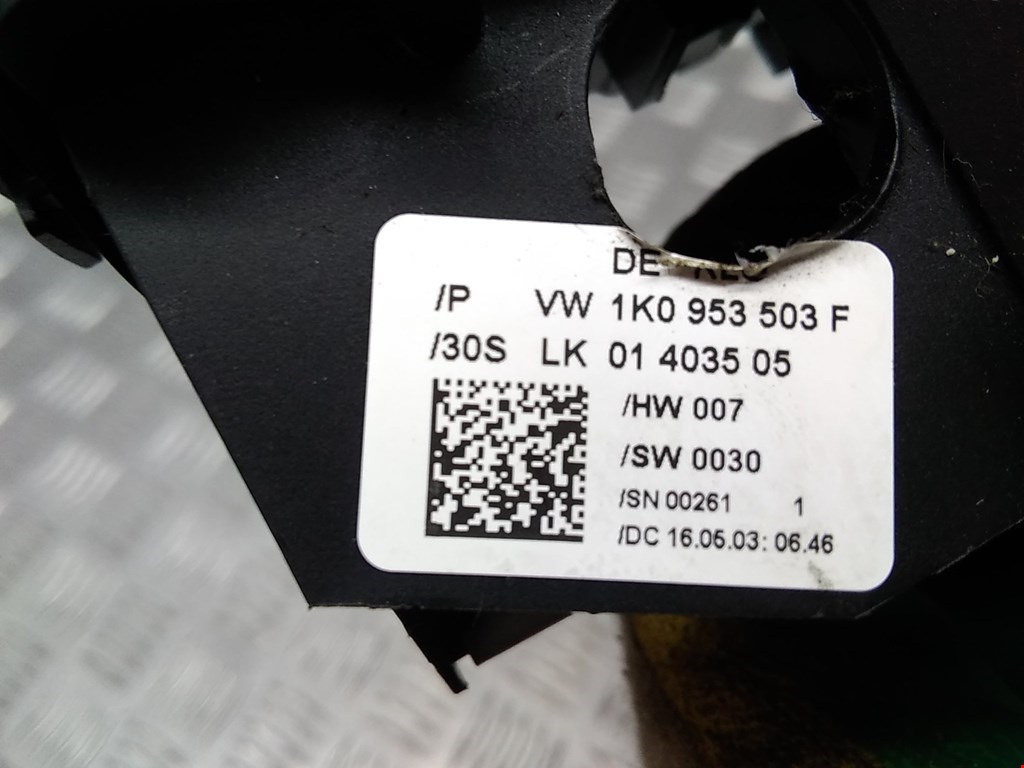 DE
/P VW 1K0 953 503 F
/30S LK 01 4035 05
/HW 007
/SW 0030
/SN 00261 1
/DC 16.05.03: 06.46